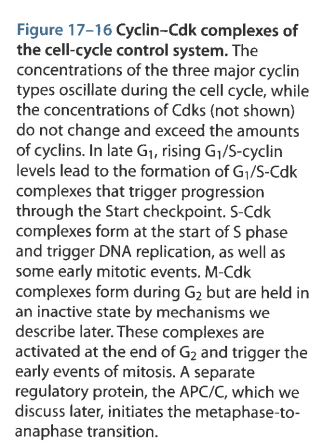 Figure 17–16 Cyclin–Cdk complexes of
the cell-cycle control system. The
concentrations of the three major cyclin
types oscillate during the cell cycle, while
the concentrations of Cdks (not shown)
do not change and exceed the amounts
of cyclins. In late G₁, rising G₁/S-cyclin
levels lead to the formation of G₁/S-Cdk
complexes that trigger progression
through the Start checkpoint. S-Cdk
complexes form at the start of S phase
and trigger DNA replication, as well as
some early mitotic events. M-Cdk
complexes form during G₂ but are held in
an inactive state by mechanisms we
describe later. These complexes are
activated at the end of G₂ and trigger the
early events of mitosis. A separate
regulatory protein, the APC/C, which we
discuss later, initiates the metaphase-to-
anaphase transition.